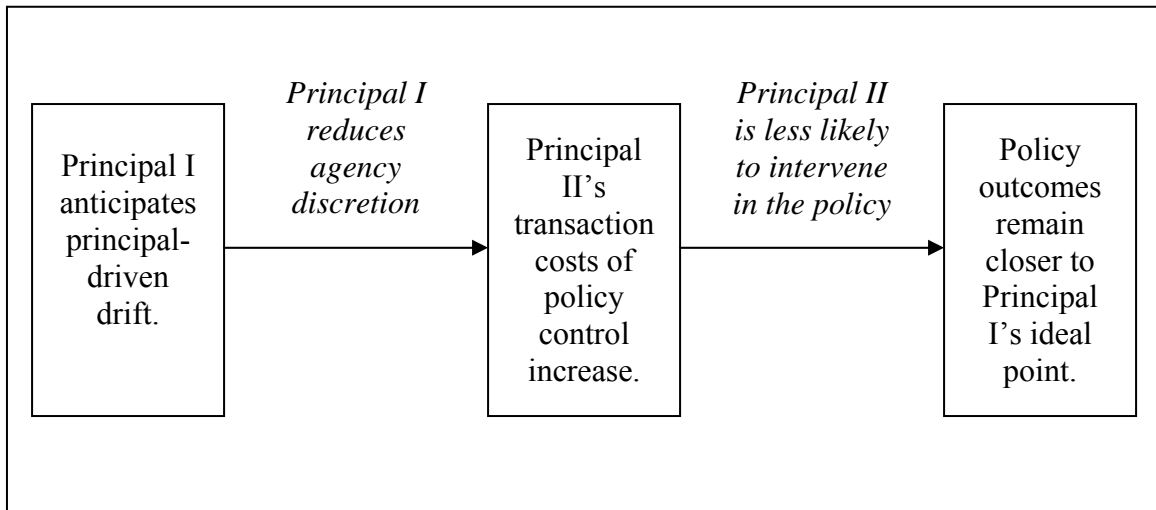 Principal I
anticipates
principal-
driven
drift.
Principal I
reduces
agency
discretion
Principal
II’s
transaction
costs of
policy
control
increase.
Principal II
is less likely
to intervene
in the policy
Policy
outcomes
remain
closer to
Principal
I’s ideal
point.